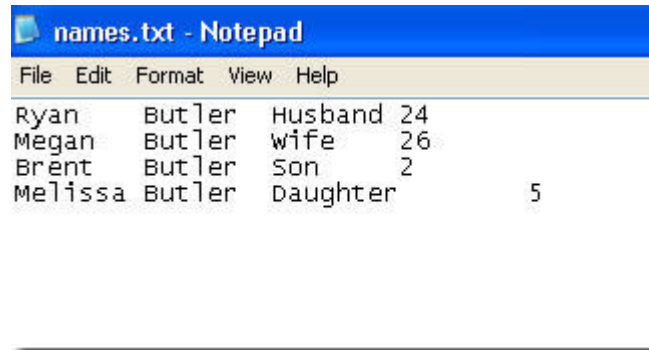 names.txt - Notepad
File Edit Format View Help
Ryan Butler Husband 24
Megan Butler Wife 26
Brent Butler Son 2
Melissa Butler Daughter 5